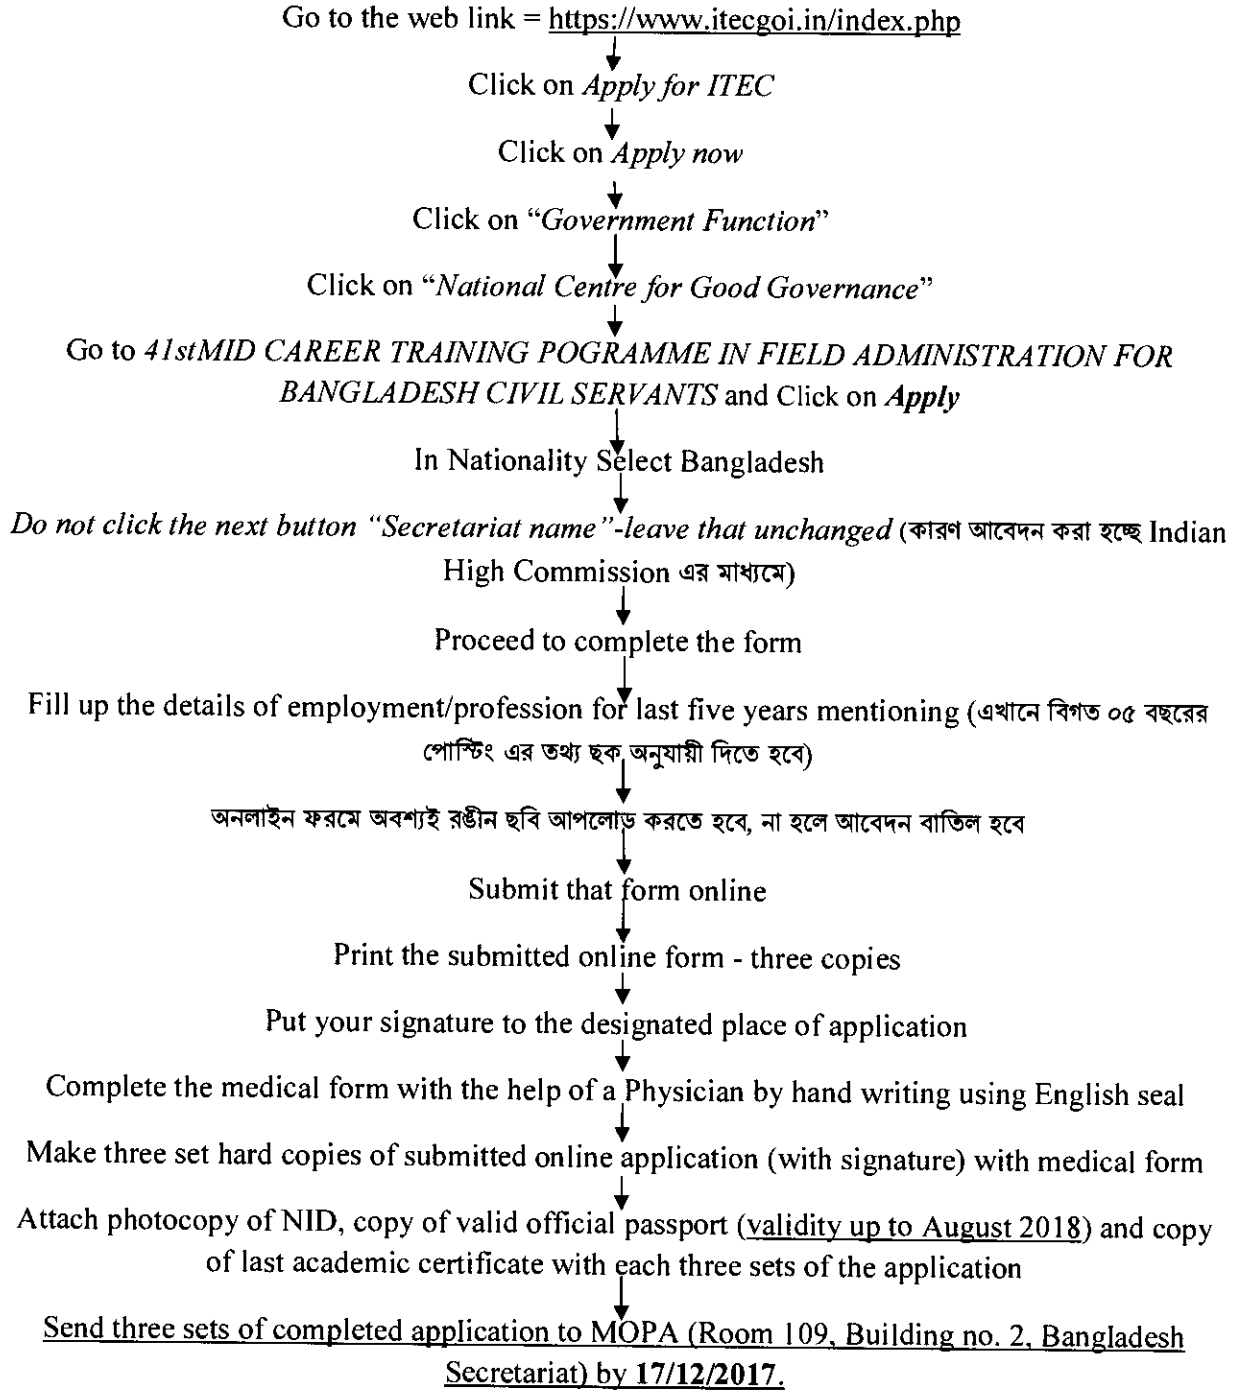 Go to the web link = https://www.itecgoi.in/index.php
Click on Apply for ITEC
Click on Apply now
Click on “Government Function”
Click on “National Centre for Good Governance”
Go to 41stMID CAREER TRAINING POGRAMME IN FIELD ADMINISTRATION FOR
BANGLADESH CIVIL SERVANTS and Click on Apply
In Nationality Select Bangladesh
Do not click the next button “Secretariat name”-leave that unchanged (কারণ আবেদন করা হচ্ছে Indian
High Commission এর মাধ্যমে)
Proceed to complete the form
Fill up the details of employment/profession for last five years mentioning (এখানে বিগত ০৫ বছরের
পোস্টিং এর তথ্য ছক অনুযায়ী দিতে হবে)
অনলাইন ফরমে অবশ্যই রঙীন ছবি আপলোড করতে হবে, না হলে আবেদন বাতিল হবে
Submit that form online
Print the submitted online form - three copies
Put your signature to the designated place of application
Complete the medical form with the help of a Physician by hand writing using English seal
Make three set hard copies of submitted online application (with signature) with medical form
Attach photocopy of NID, copy of valid official passport (validity up to August 2018) and copy
of last academic certificate with each three sets of the application
Send three sets of completed application to MOPA (Room 109, Building no. 2, Bangladesh
Secretariat) by 17/12/2017.